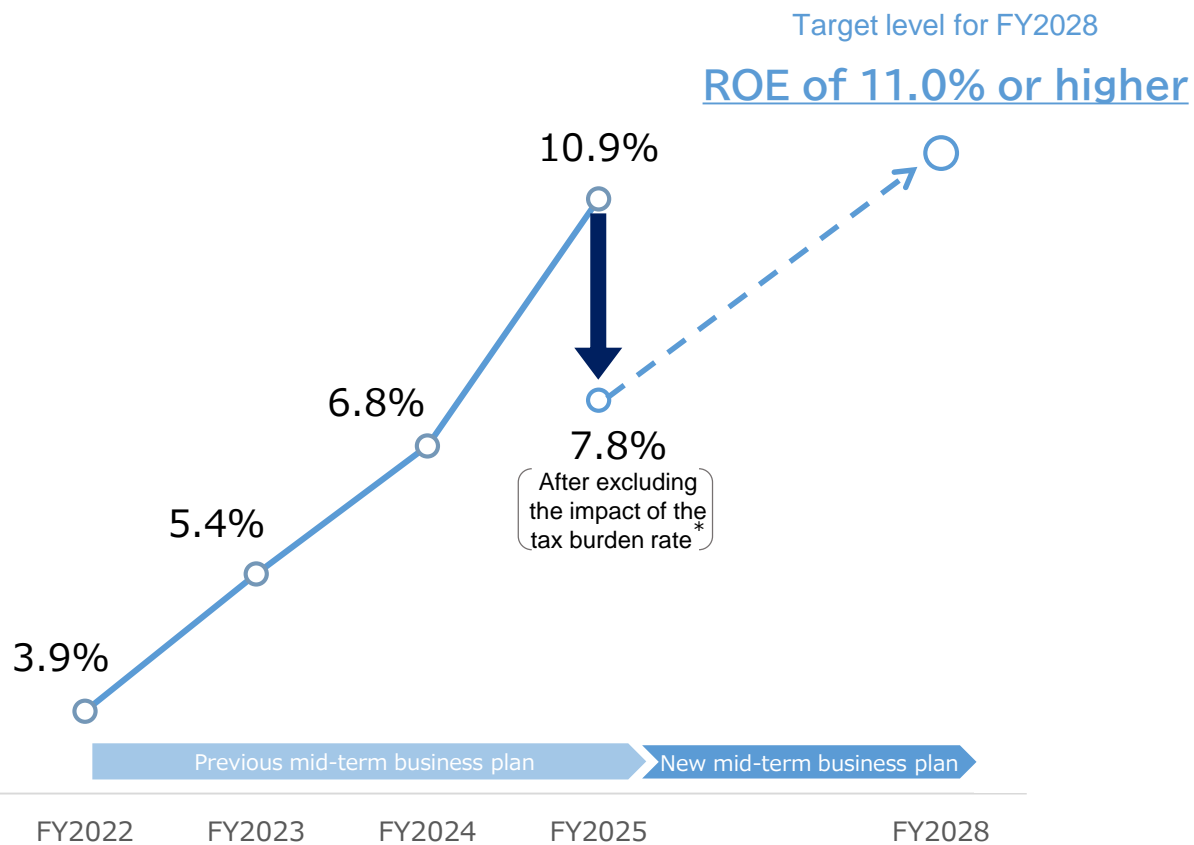 Target level for FY2028
ROE of 11.0% or higher
10.9%
6.8%
7.8%
After excluding
the impact of the
tax burden rate*
5.4%
3.9%
Previous mid-term business plan
New mid-term business plan
FY2022
FY2023
FY2024
FY2025
FY2028